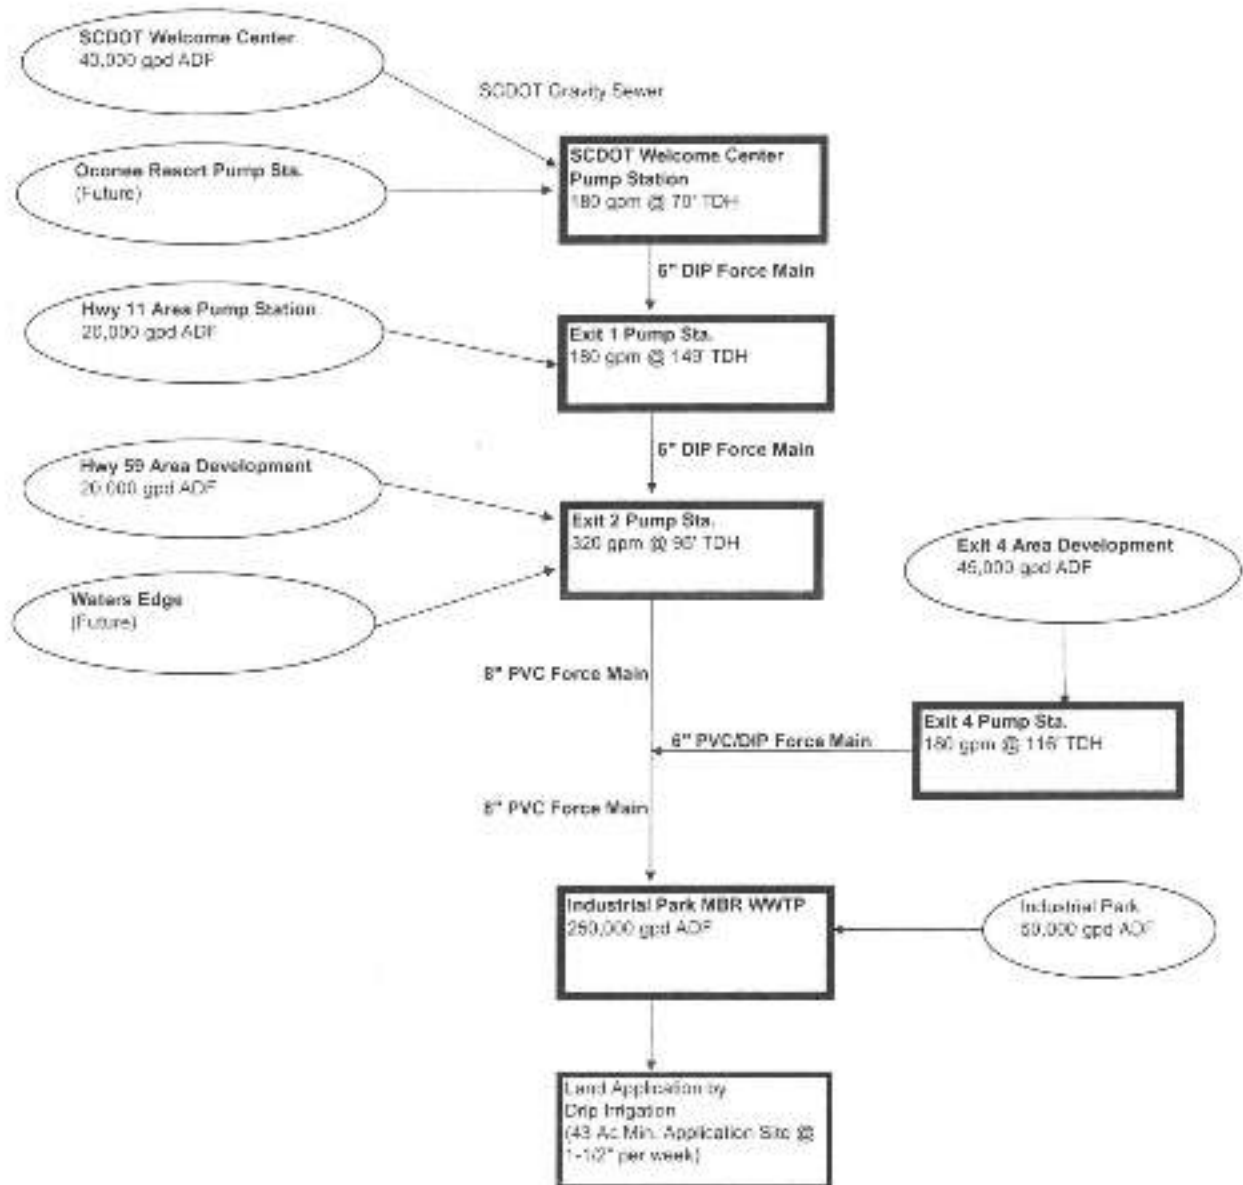 SCDOT Welcome Center
40,000 gpd ADF
SCDOT Gravity Sewer
SCDOT Welcome Center
Pump Station
180 gpm @ 70' TDH
Oconee Resort Pump Sta.
(Future)
6" DIP Force Main
Hwy 11 Area Pump Station
20,000 gpd ADF
Exit 1 Pump Sta.
180 gpm @ 149' TDH
6" DIP Force Main
Hwy 59 Area Development
20,000 gpd ADF
Exit 2 Pump Sta.
320 gpm @ TDH
Exit 4 Area Development
45,000 gpd ADF
Waters Edge
(Future)
8" PVC Force Main
Exit 4 Pump Sta.
180 gpm @ 116' TDH
6" PVC/DIP Force Main
8" PVC Force Main
Industrial Park MBR WWTP
250,000 gpd ADF
Industrial Park
gpd ADF
Land Application by
Drip Irrigation
(43 Ac Min. Application Site @
1-1/2" per week)